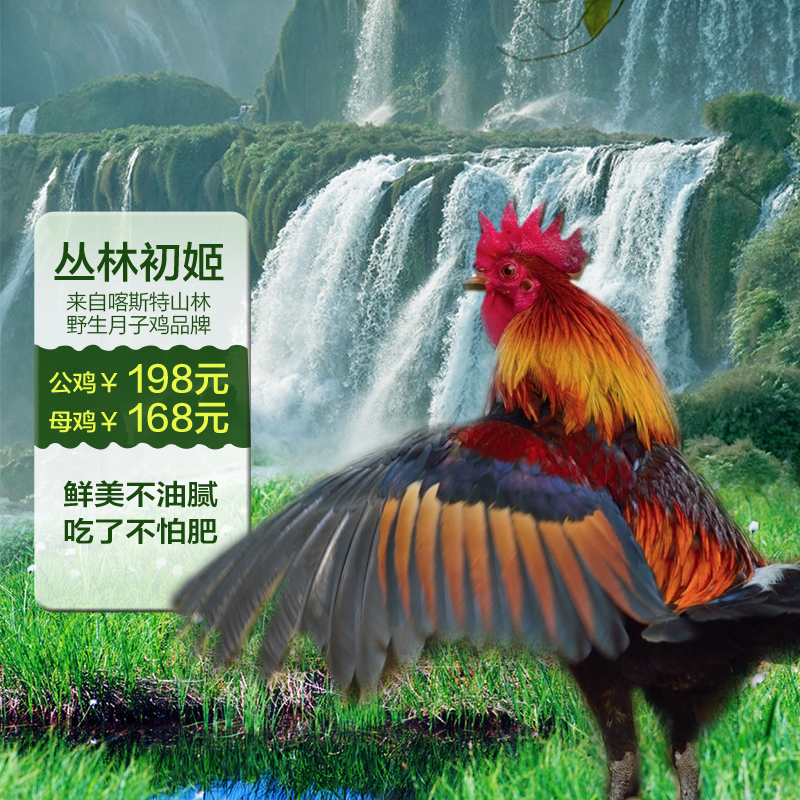 丛林初姬
来自喀斯特山林
野生月子鸡品牌
公鸡￥198元
母鸡￥168元
鲜美不油腻
吃了不怕肥